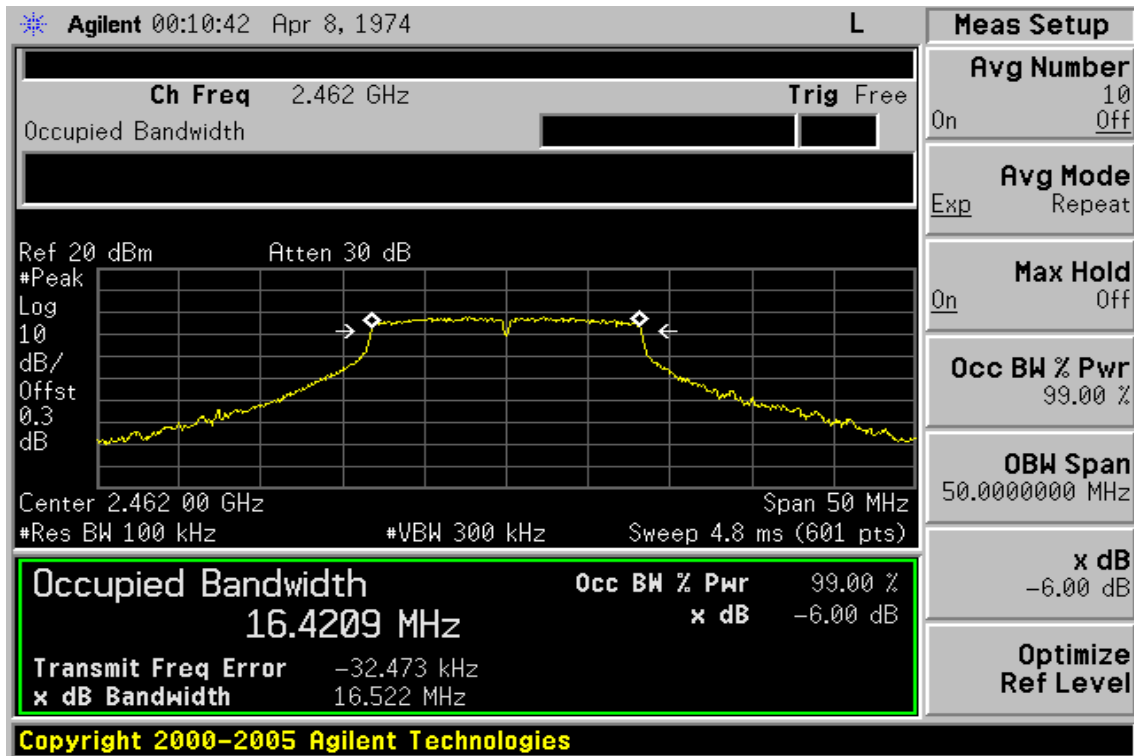 Agilent 00:10:42 Apr 8, 1974 L
Ch Freq 2.462 GHz Trig Free
Occupied Bandwidth
Ref 20 dBm Atten 30 dB
#Peak
Log
10
dB/
Offst
0.3
dB
Center 2.462 00 GHz Span 50 MHz
#Res BW 100 kHz #VBW 300 kHz Sweep 4.8 ms (601 pts)
Occupied Bandwidth Occ BW % Pwr 99.00 %
16.4209 MHz x dB -6.00 dB
Transmit Freq Error -32.473 kHz
x dB Bandwidth 16.522 MHz
Copyright 2000-2005 Agilent Technologies
Meas Setup
Avg Number
10
On Off
Avg Mode
Exp Repeat
Max Hold
On Off
Occ BW % Pwr
99.00 %
OBW Span
50.0000000 MHz
x dB
-6.00 dB
Optimize
Ref Level